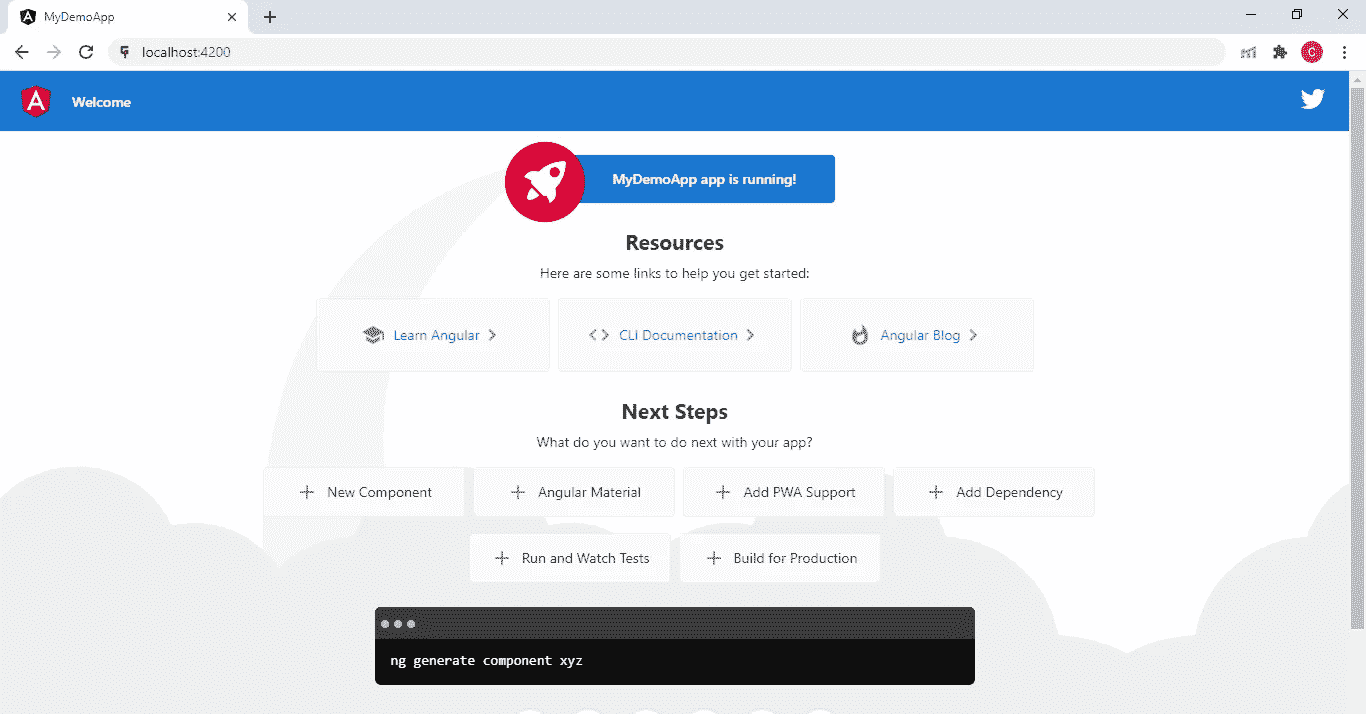 MyDemoApp
localhost:4200
C
A Welcome
MyDemoApp app is running!
Resources
Here are some links to help you get started:
Learn Angular
CLI Documentation
Angular Blog
Next Steps
What do you want to do next with your app?
New Component
Angular Material
Add PWA Support
Add Dependency
Run and Watch Tests
Build for Production
ng generate component xyz